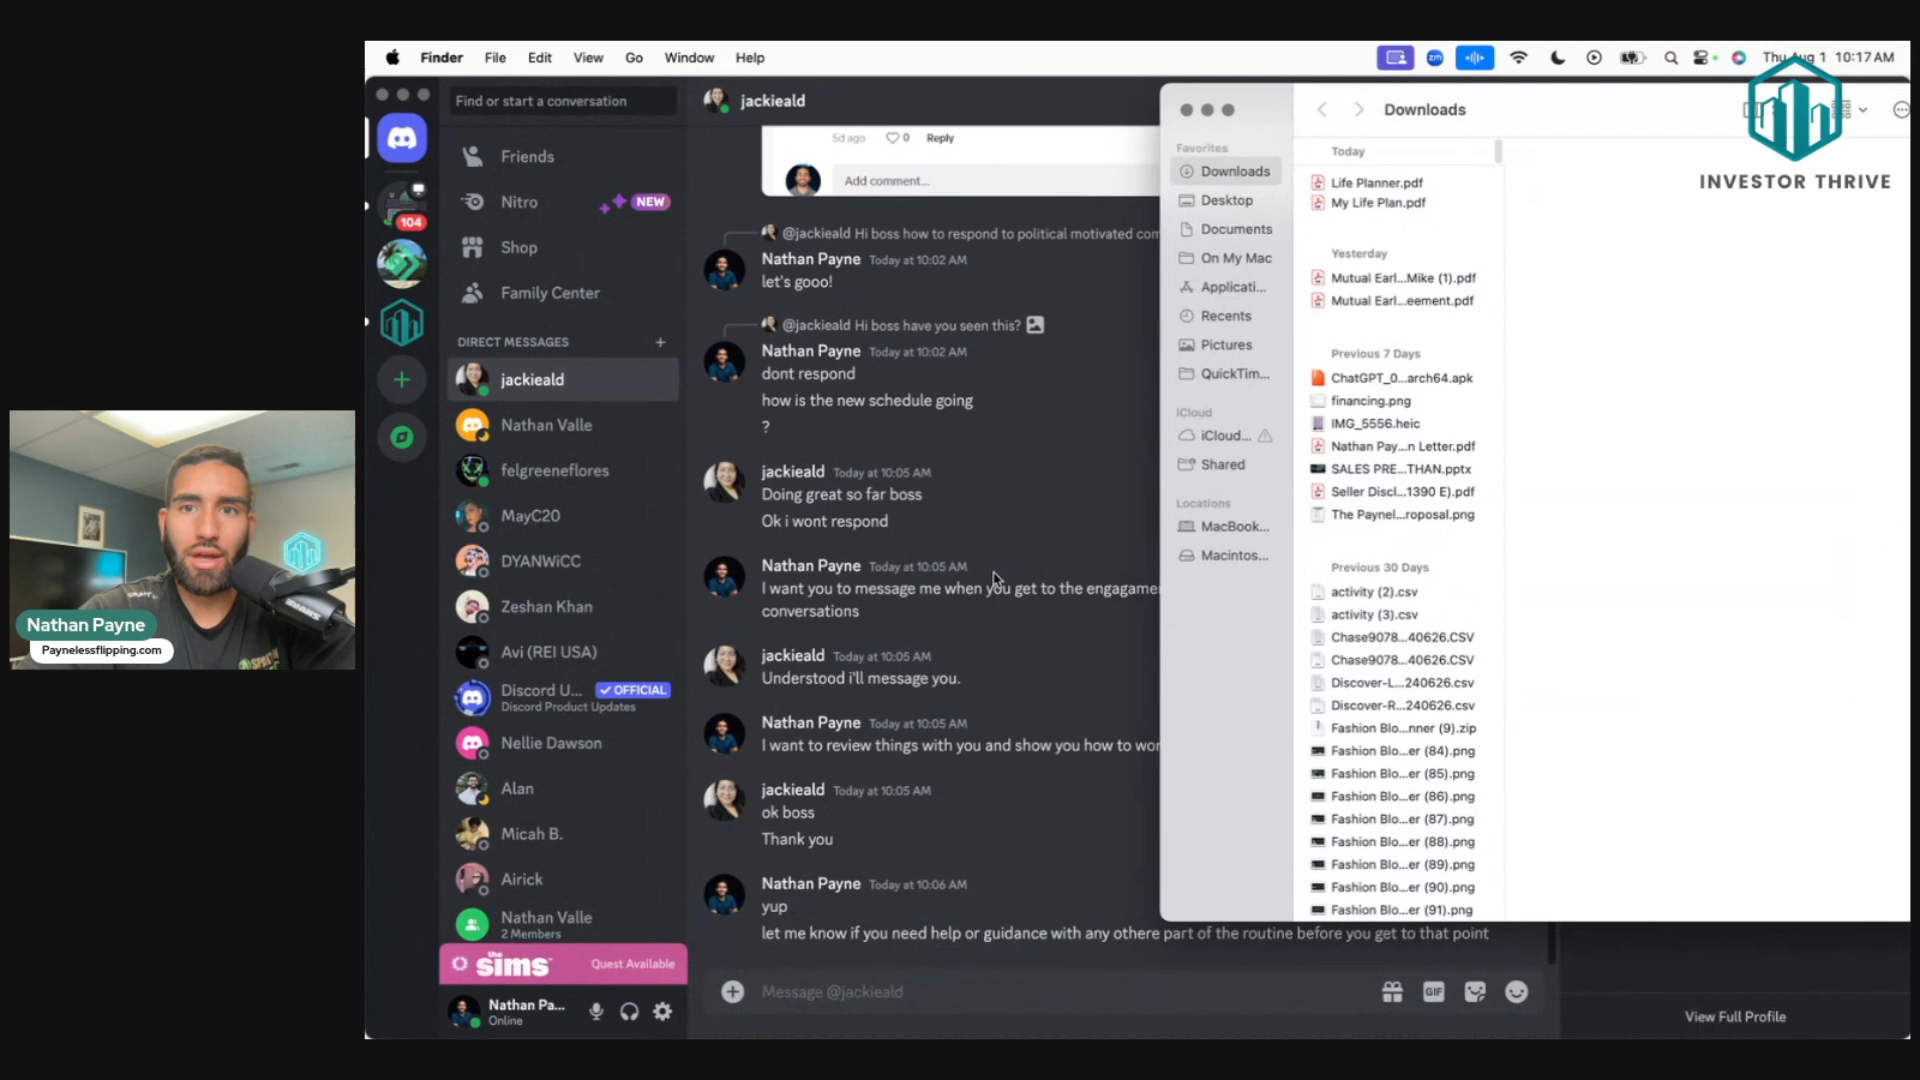 Finder File Edit View Go Window Help
zm
Thu Aug 1 10:17 AM
INVESTOR THRIVE
Nathan Payne
Paynelessflipping.com
104
Find or start a conversation
Friends
Nitro
NEW
Shop
Family Center
DIRECT MESSAGES
jackieald
Nathan Valle
felgreeneflores
MayC20
DYANWiCC
Zeshan Khan
Avi (REI USA)
Discord U...
OFFICIAL
Discord Product Updates
Nellie Dawson
Alan
Micah B.
Airick
Nathan Valle
2 Members
the sims
Quest Available
Nathan Pa...
Online
jackieald
5d ago 0 Reply
Add comment...
@jackieald Hi boss how to respond to political motivated com
Nathan Payne Today at 10:02 AM
let's gooo!
@jackieald Hi boss have you seen this?
Nathan Payne Today at 10:02 AM
dont respond
how is the new schedule going
?
jackieald Today at 10:05 AM
Doing great so far boss
Ok i wont respond
Nathan Payne Today at 10:05 AM
I want you to message me when you get to the engagemen
conversations
jackieald Today at 10:05 AM
Understood i'll message you.
Nathan Payne Today at 10:05 AM
I want to review things with you and show you how to wor
jackieald Today at 10:05 AM
ok boss
Thank you
Nathan Payne Today at 10:06 AM
yup
let me know if you need help or guidance with any othere part of the routine before you get to that point
Message @jackieald
GIF
View Full Profile
Favorites
Downloads
Desktop
Documents
On My Mac
Applicati...
Recents
Pictures
QuickTim...
iCloud
iCloud...
Shared
Locations
MacBook...
Macintos...
Downloads
Today
Life Planner.pdf
My Life Plan.pdf
Yesterday
Mutual Earl...Mike (1).pdf
Mutual Earl...eement.pdf
Previous 7 Days
ChatGPT_0...arch64.apk
financing.png
IMG_5556.heic
Nathan Pay...n Letter.pdf
SALES PRE...THAN.pptx
Seller Discl...1390 E).pdf
The Paynel...roposal.png
Previous 30 Days
activity (2).csv
activity (3).csv
Chase9078...40626.CSV
Chase9078...40626.CSV
Discover-L...240626.csv
Discover-R...240626.csv
Fashion Blo...nner (9).zip
Fashion Blo...er (84).png
Fashion Blo...er (85).png
Fashion Blo...er (86).png
Fashion Blo...er (87).png
Fashion Blo...er (88).png
Fashion Blo...er (89).png
Fashion Blo...er (90).png
Fashion Blo...er (91).png